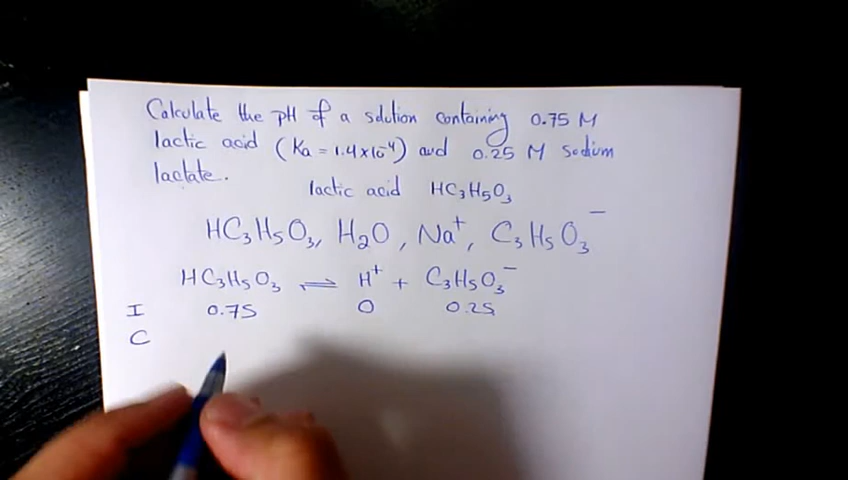 Calculate the pH of a solution containing 0.75 M
lactic acid (Ka = 1.4x10⁻⁴) and 0.25 M sodium
lactate.
lactic acid HC₃H₅O₃
HC₃H₅O₃, H₂O, Na⁺, C₃H₅O₃⁻
HC₃H₅O₃ ⇌ H⁺ + C₃H₅O₃⁻
I 0.75 0 0.25
C